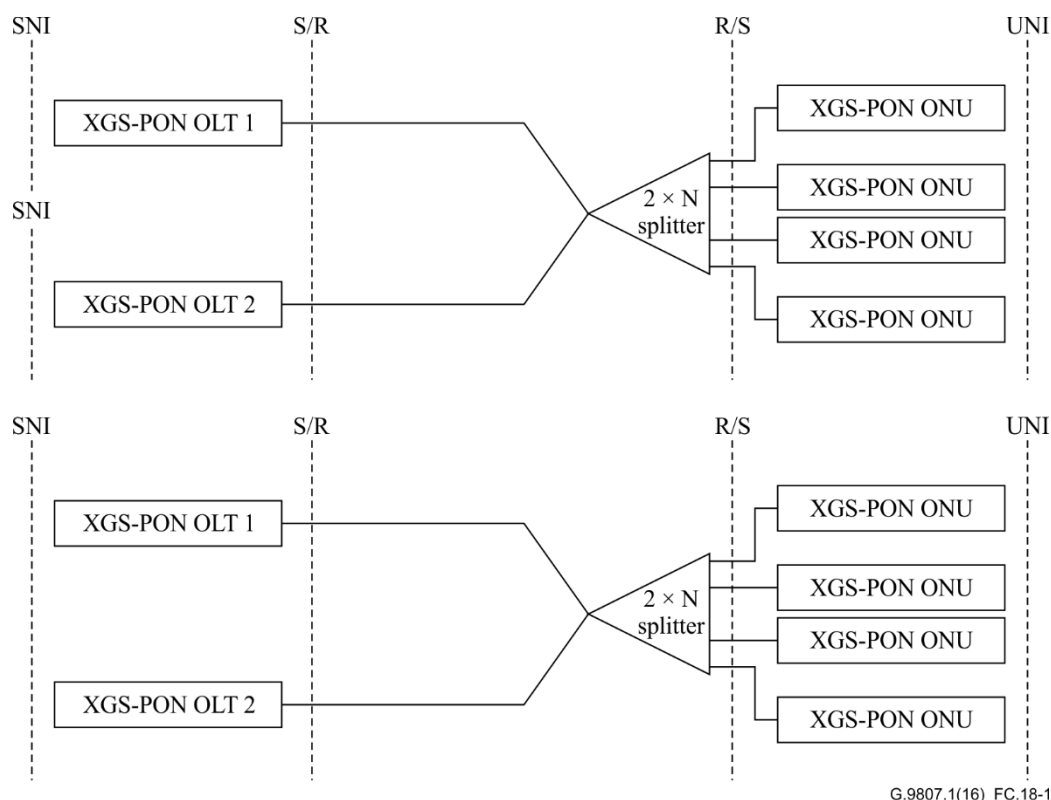 SNI S/R R/S UNI
XGS-PON OLT 1
XGS-PON ONU
XGS-PON ONU
SNI
2 × N
splitter
XGS-PON ONU
XGS-PON OLT 2
XGS-PON ONU
SNI S/R R/S UNI
XGS-PON OLT 1
XGS-PON ONU
XGS-PON ONU
2 × N
splitter
XGS-PON ONU
XGS-PON OLT 2
XGS-PON ONU
G.9807.1(16)_FC.18-1